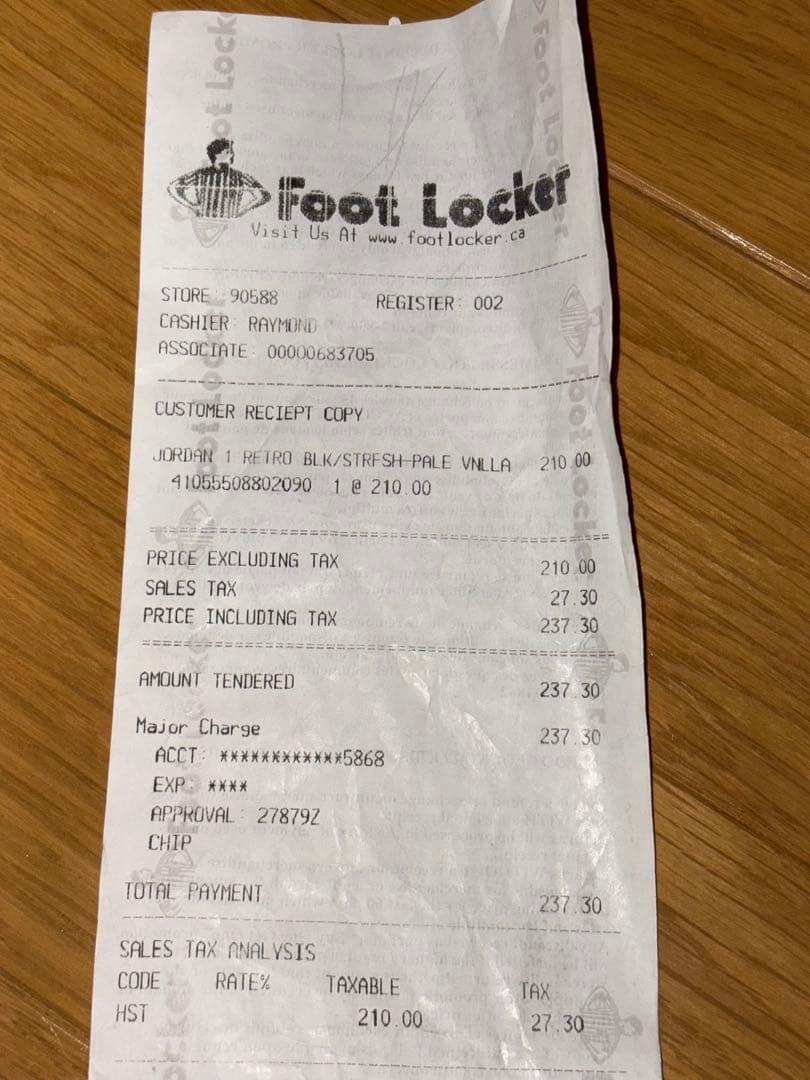 Foot Locker
Visit Us At www.footlocker.ca
STORE: 90588 REGISTER: 002
CASHIER: RAYMOND
ASSOCIATE: 00000683705
CUSTOMER RECIEPT COPY
JORDAN 1 RETRO BLK/STRFSH-PALE VNLLA 210.00
41055508802090 1 @ 210.00
PRICE EXCLUDING TAX 210.00
SALES TAX 27.30
PRICE INCLUDING TAX 237.30
AMOUNT TENDERED 237.30
Major Charge 237.30
ACCT: ************5868
EXP: ****
APPROVAL: 27879Z
CHIP
TOTAL PAYMENT 237.30
SALES TAX ANALYSIS
CODE RATE% TAXABLE TAX
HST 210.00 27.30